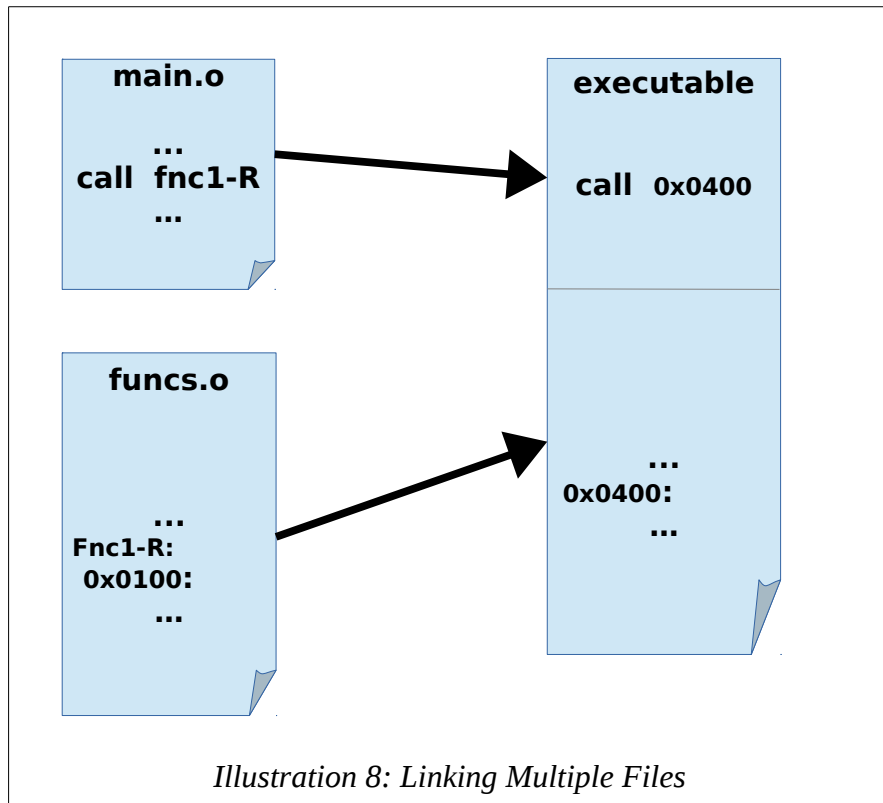 main.o
...
call fnc1-R
...
funcs.o
...
Fnc1-R:
0x0100:
...
executable
call 0x0400
...
0x0400:
...
Illustration 8: Linking Multiple Files